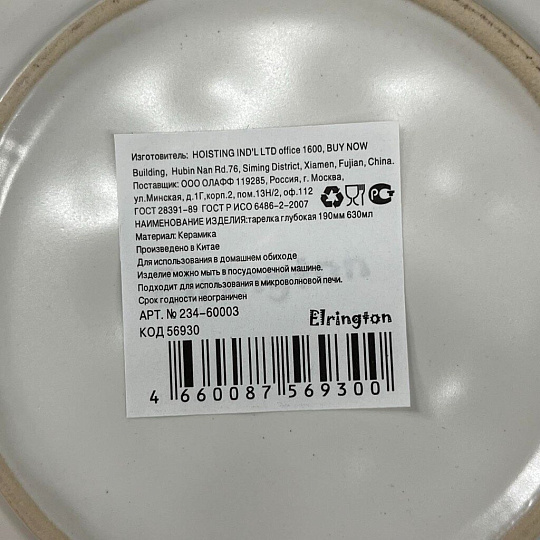 Изготовитель: HOISTING IND'L LTD office 1600, BUY NOW
Building, Hubin Nan Rd.76, Siming District, Xiamen, Fujian, China.
Поставщик: ООО ОЛАФФ 119285, Россия, г. Москва,
ул.Минская, д.1Г,корп.2, пом.13Н/2, оф.112
ГОСТ 28391-89 ГОСТ Р ИСО 6486-2-2007
НАИМЕНОВАНИЕ ИЗДЕЛИЯ:тарелка глубокая 190мм 630мл
Материал: Керамика
Произведено в Китае
Для использования в домашнем обиходе
Изделие можно мыть в посудомоечной машине.
Подходит для использования в микроволновой печи.
Срок годности неограничен
АРТ. № 234-60003
Elrington
КОД 56930
4 660087 569300